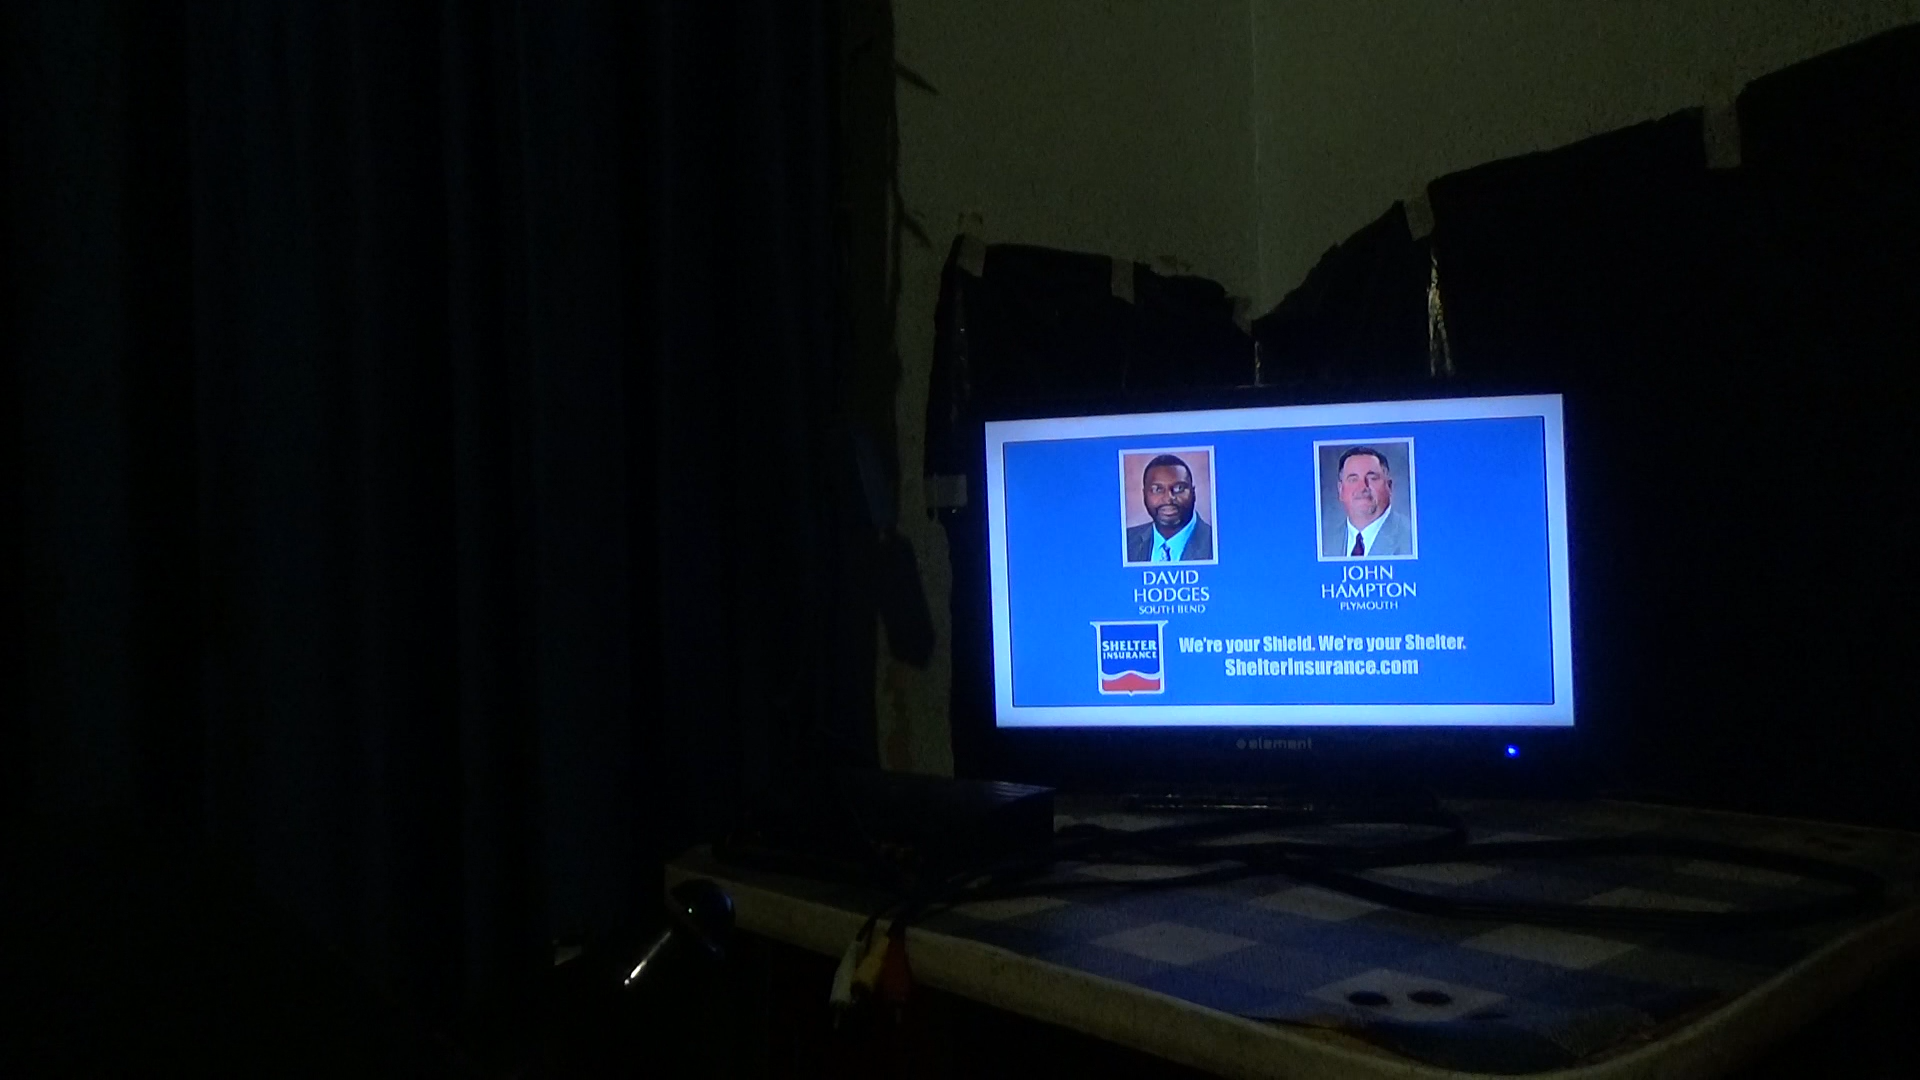 DAVID
HODGES
SOUTH BEND
JOHN
HAMPTON
PLYMOUTH
SHELTER
INSURANCE
We're your Shield. We're your Shelter.
ShelterInsurance.com
element